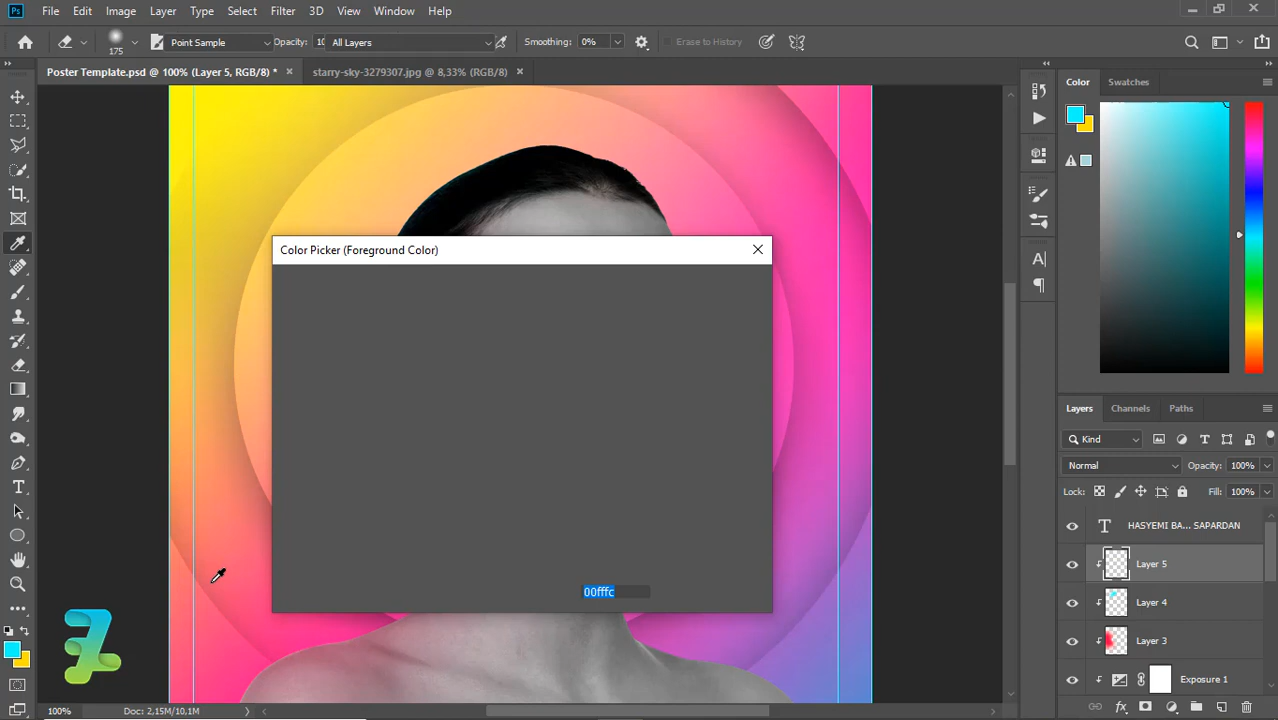 Ps File Edit Image Layer Type Select Filter 3D View Window Help
175 Point Sample Opacity: 10 All Layers Smoothing: 0% Erase to History
Poster Template.psd @ 100% (Layer 5, RGB/8) * × starry-sky-3279307.jpg @ 8,33% (RGB/8) ×
Color Swatches
Color Picker (Foreground Color)
00fffc
Layers Channels Paths
Kind
Normal Opacity: 100%
Lock: Fill: 100%
HASYEMI BA... SAPARDAN
Layer 5
Layer 4
Layer 3
Exposure 1
100% Doc: 2,15M/10,1M